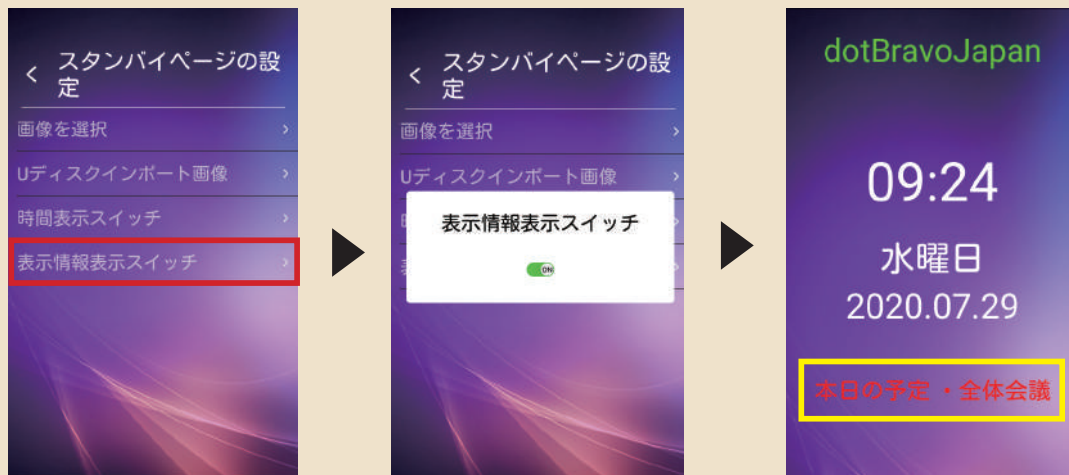 < スタンバイページの設
定
画像を選択 >
Uディスクインポート画像 >
時間表示スイッチ >
表示情報表示スイッチ >
< スタンバイページの設
定
画像を選択 >
Uディスクインポート画像 >
表示情報表示スイッチ
ON
dotBravoJapan
09:24
水曜日
2020.07.29
本日の予定 ・全体会議